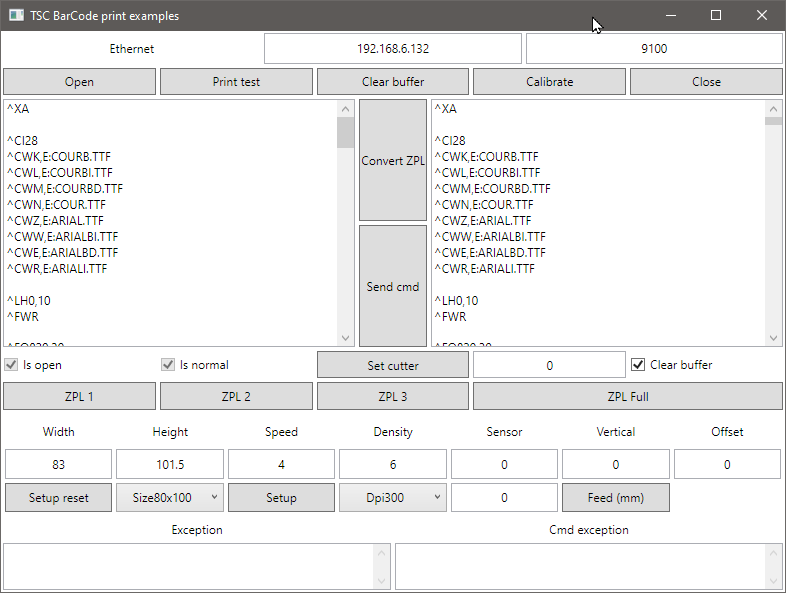 TSC BarCode print examples
Ethernet 192.168.6.132 9100
Open Print test Clear buffer Calibrate Close
^XA
^CI28
^CWK,E:COURB.TTF
^CWL,E:COURBI.TTF
^CWM,E:COURBD.TTF
^CWN,E:COUR.TTF
^CWZ,E:ARIAL.TTF
^CWW,E:ARIALBI.TTF
^CWE,E:ARIALBD.TTF
^CWR,E:ARIALI.TTF
^LH0,10
^FWR
Convert ZPL
Send cmd
^XA
^CI28
^CWK,E:COURB.TTF
^CWL,E:COURBI.TTF
^CWM,E:COURBD.TTF
^CWN,E:COUR.TTF
^CWZ,E:ARIAL.TTF
^CWW,E:ARIALBI.TTF
^CWE,E:ARIALBD.TTF
^CWR,E:ARIALI.TTF
^LH0,10
^FWR
Is open Is normal Set cutter 0 Clear buffer
ZPL 1 ZPL 2 ZPL 3 ZPL Full
Width Height Speed Density Sensor Vertical Offset
83 101.5 4 6 0 0 0
Setup reset Size80x100 Setup Dpi300 0 Feed (mm)
Exception Cmd exception